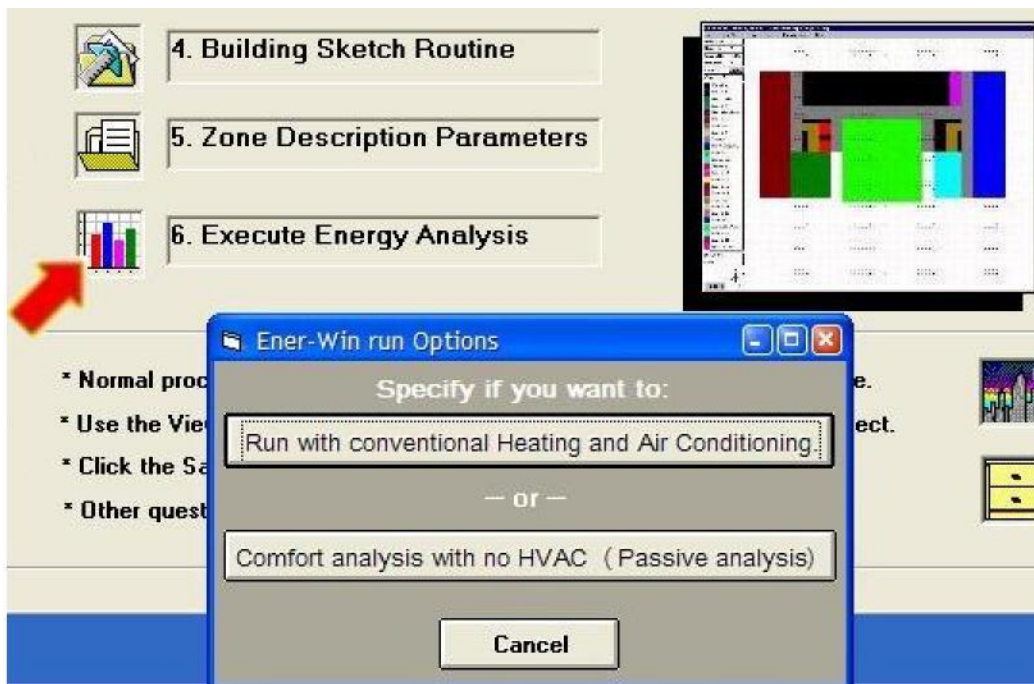 4. Building Sketch Routine
5. Zone Description Parameters
6. Execute Energy Analysis
Ener-Win run Options
* Normal proc
e.
Specify if you want to:
* Use the Vie
ect.
Run with conventional Heating and Air Conditioning.
* Click the Sa
— or —
* Other quest
Comfort analysis with no HVAC ( Passive analysis)
Cancel